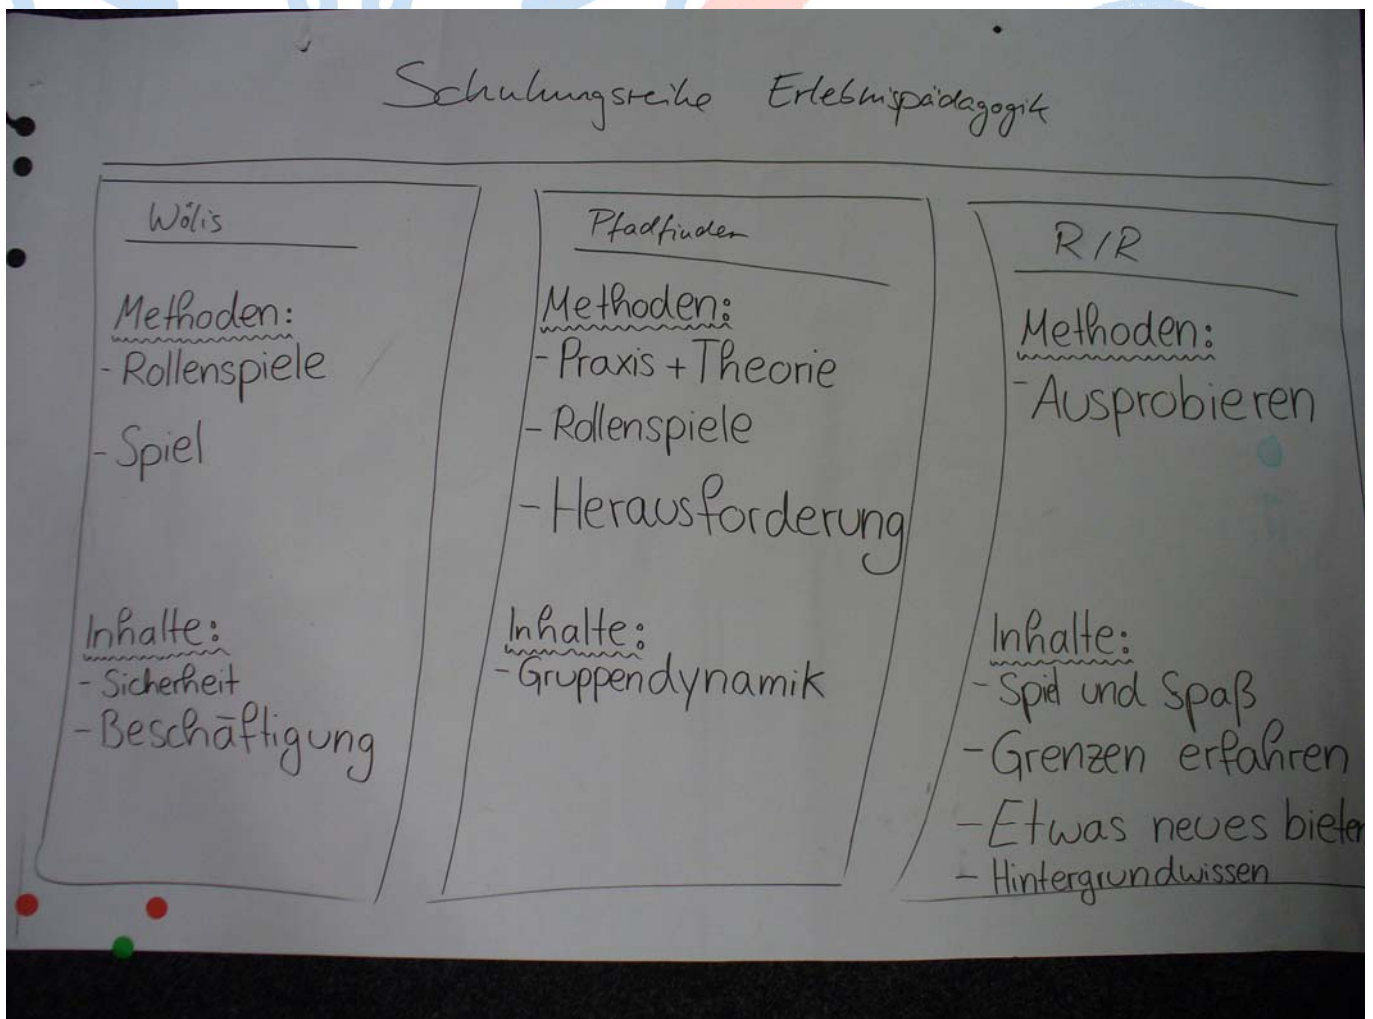 Schulungsreihe Erlebnispädagogik
Wölis
Methoden:
- Rollenspiele
- Spiel
Inhalte:
- Sicherheit
- Beschäftigung
Pfadfinder
Methoden:
- Praxis + Theorie
- Rollenspiele
- Herausforderung
Inhalte:
- Gruppendynamik
R/R
Methoden:
- Ausprobieren
Inhalte:
- Spiel und Spaß
- Grenzen erfahren
- Etwas neues bieten
- Hintergrundwissen